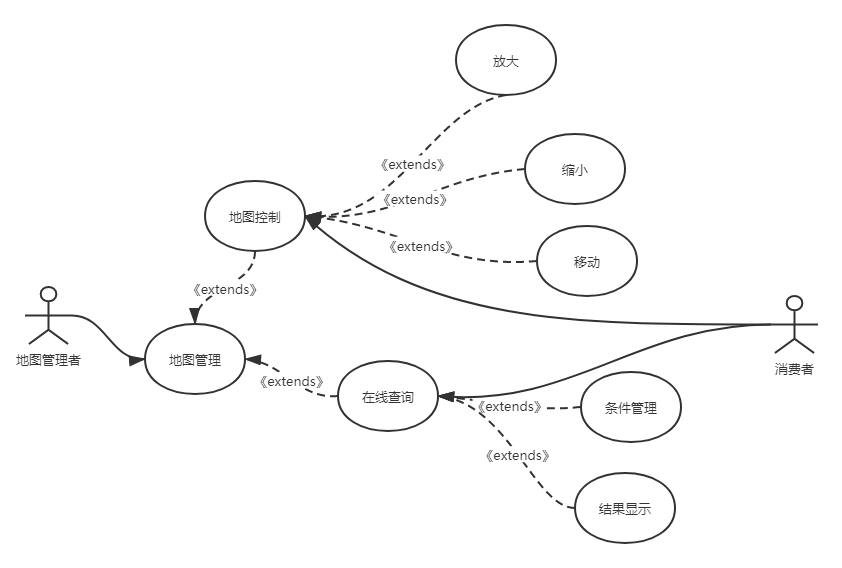 放大
《extends》
缩小
《extends》
地图控制
《extends》
移动
《extends》
地图管理者
地图管理
消费者
《extends》
在线查询
《extends》
条件管理
《extends》
结果显示